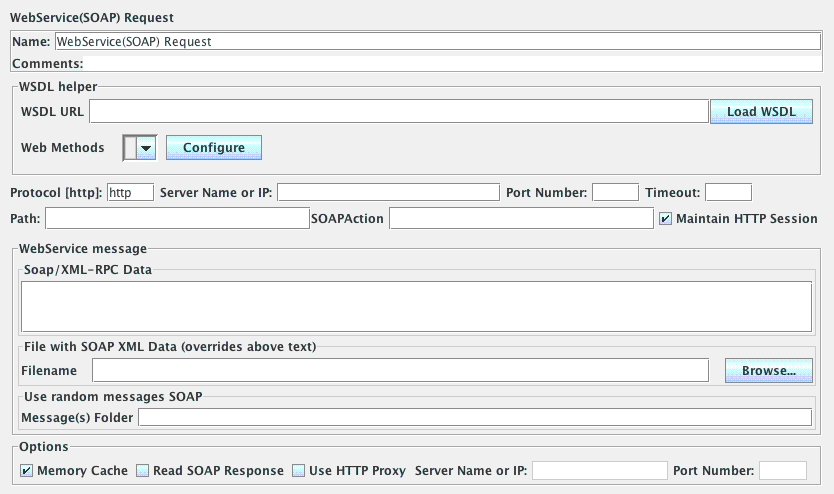 WebService(SOAP) Request
Name: WebService(SOAP) Request
Comments:
WSDL helper
WSDL URL Load WSDL
Web Methods Configure
Protocol [http]: http Server Name or IP: Port Number: Timeout:
Path: SOAPAction Maintain HTTP Session
WebService message
Soap/XML-RPC Data
File with SOAP XML Data (overrides above text)
Filename Browse...
Use random messages SOAP
Message(s) Folder
Options
Memory Cache Read SOAP Response Use HTTP Proxy Server Name or IP: Port Number: